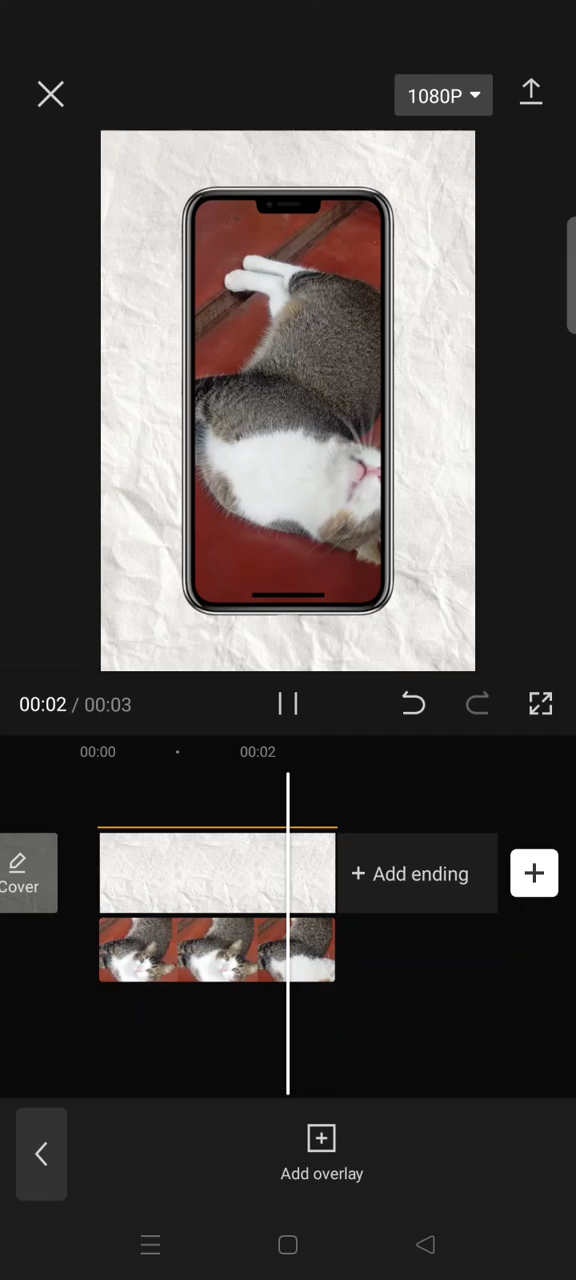 1080P
00:02 / 00:03
00:00
00:02
Cover
+ Add ending
Add overlay